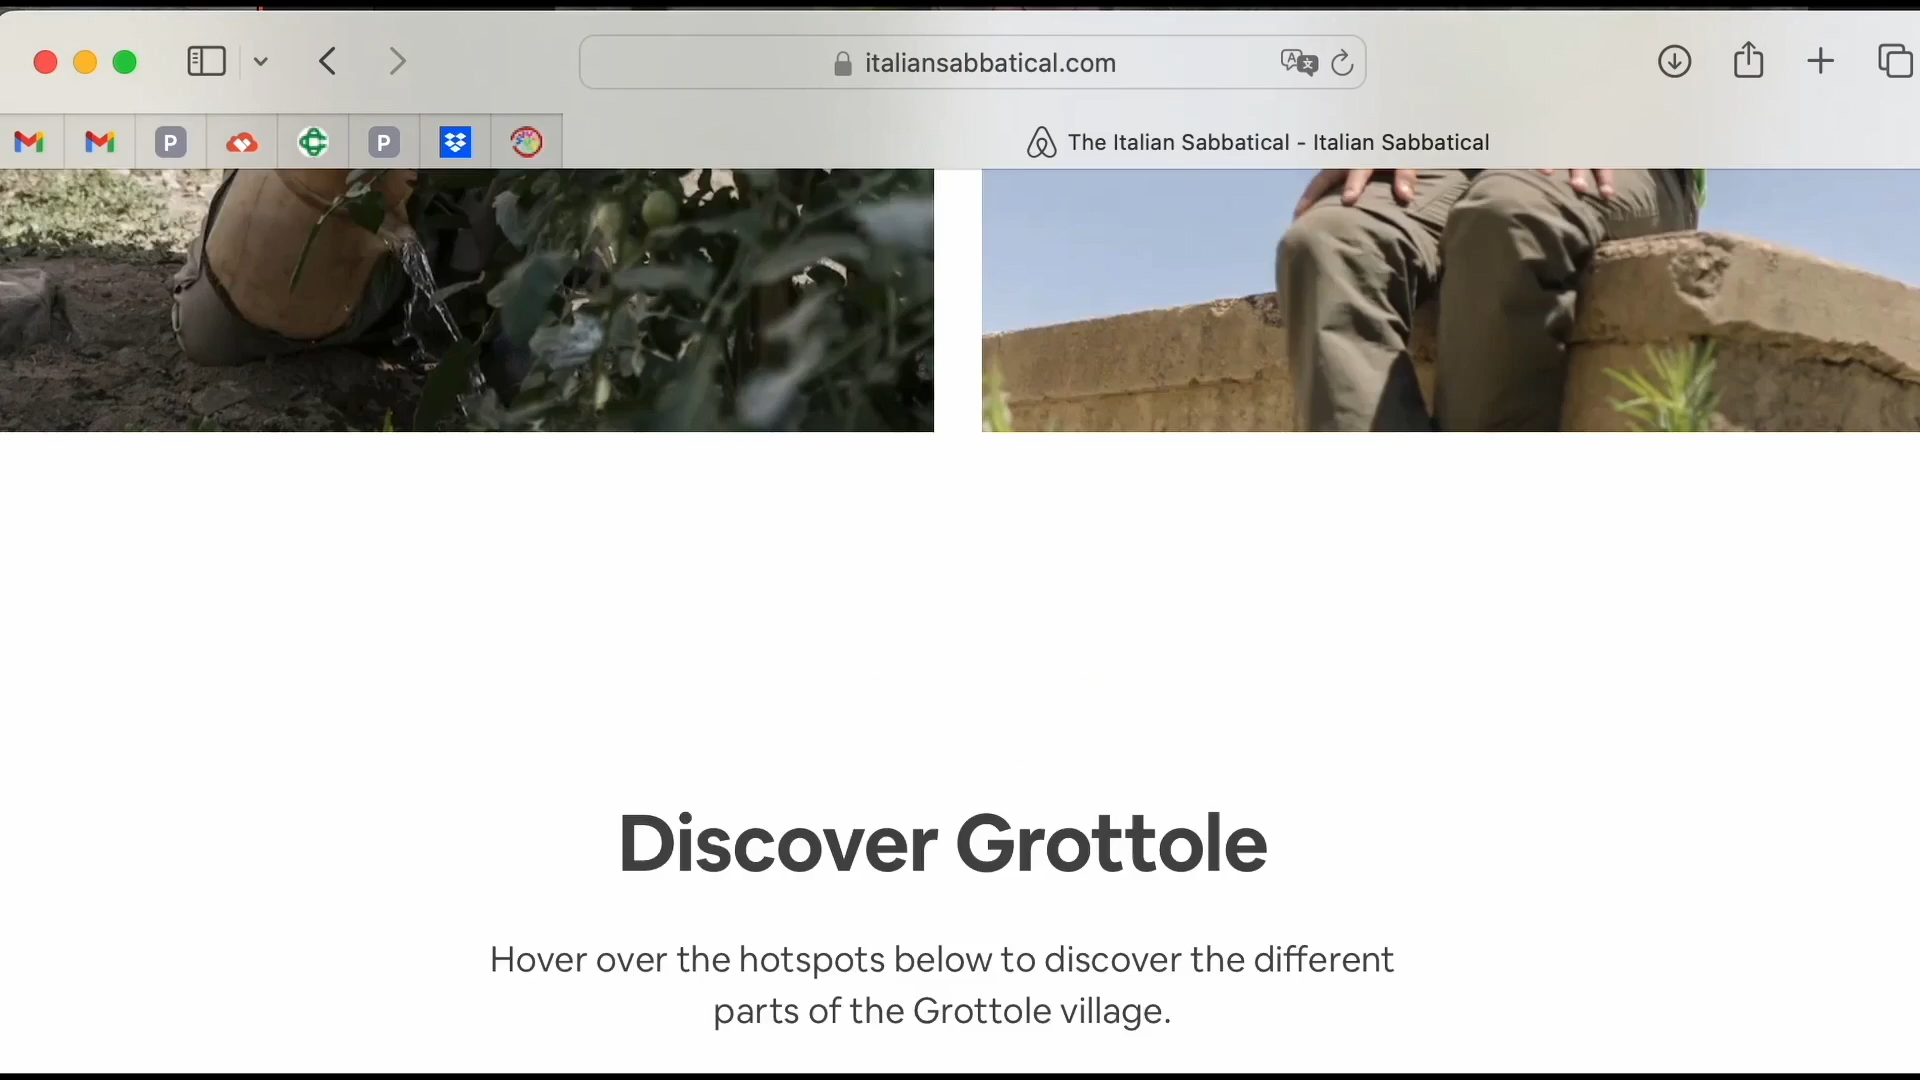 italiansabbatical.com
P
P
The Italian Sabbatical - Italian Sabbatical
Discover Grottole
Hover over the hotspots below to discover the different
parts of the Grottole village.